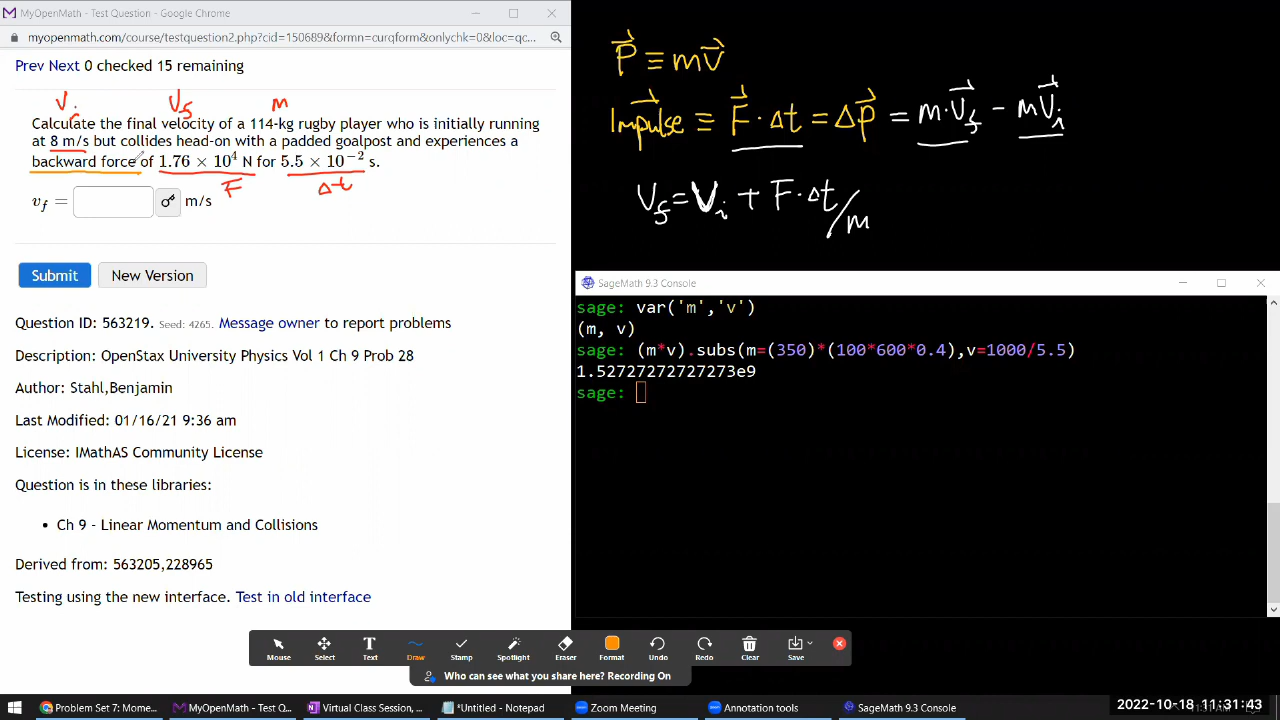 MyOpenMath - Test Question - Google Chrome
myopenmath.com/course/testquestion2.php?cid=150689&formn=curqform&onlychk=0&loc=qc...
Prev Next 0 checked 15 remaining
Vᵢ V_f m
Calculate the final velocity of a 114-kg rugby player who is initially running
at 8 m/s but collides head-on with a padded goalpost and experiences a
backward force of 1.76 × 10⁴ N for 5.5 × 10⁻² s.
F Δt
v_f = m/s
Submit New Version
Question ID: 563219. Seed: 4265. Message owner to report problems
Description: OpenStax University Physics Vol 1 Ch 9 Prob 28
Author: Stahl,Benjamin
Last Modified: 01/16/21 9:36 am
License: IMathAS Community License
Question is in these libraries:
• Ch 9 - Linear Momentum and Collisions
Derived from: 563205,228965
Testing using the new interface. Test in old interface
P⃗ ≡ mv⃗
Impulse ≡ F⃗ · Δt = ΔP⃗ = m·V⃗_f − mV⃗ᵢ
V_f = Vᵢ + F·Δt/m
SageMath 9.3 Console
sage: var('m','v')
(m, v)
sage: (m*v).subs(m=(350)*(100*600*0.4),v=1000/5.5)
1.52727272727273e9
sage:
Mouse Select Text Draw Stamp Spotlight Eraser Format Undo Redo Clear Save
Who can see what you share here? Recording On
Problem Set 7: Mome... MyOpenMath - Test Q... Virtual Class Session, ... *Untitled - Notepad Zoom Meeting Annotation tools SageMath 9.3 Console
2022-10-18 11:31:43